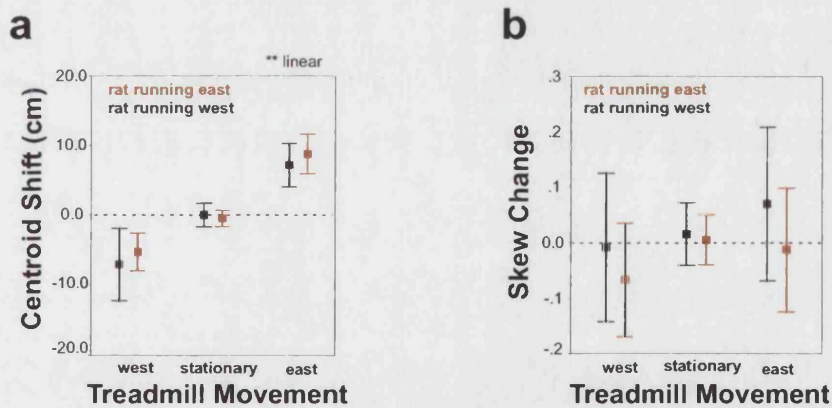 a
** linear
20.0
10.0
0.0
-10.0
-20.0
Centroid Shift (cm)
rat running east
rat running west
west stationary east
Treadmill Movement
b
.3
.2
.1
0.0
-.1
-.2
Skew Change
rat running east
rat running west
west stationary east
Treadmill Movement